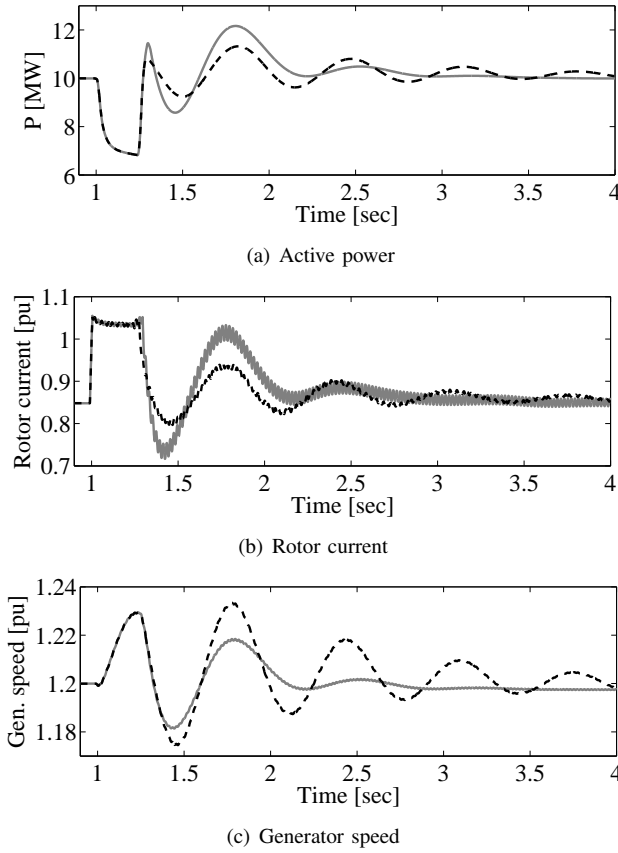 12
10
8
6
P [MW]
1 1.5 2 2.5 3 3.5 4
Time [sec]
(a) Active power
1.1
1
0.9
0.8
0.7
Rotor current [pu]
1 1.5 2 2.5 3 3.5 4
Time [sec]
(b) Rotor current
1.24
1.22
1.2
1.18
Gen. speed [pu]
1 1.5 2 2.5 3 3.5 4
Time [sec]
(c) Generator speed